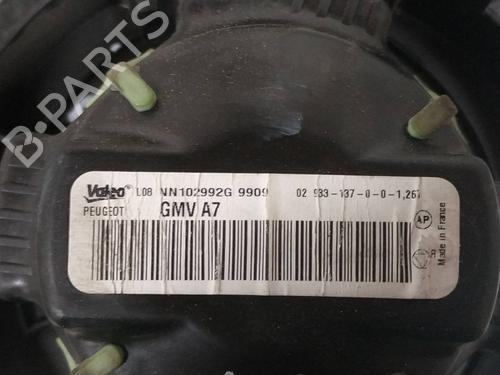 B-PARTS
Valeo L08 NN102992G 9909 02 933-137-0-0-1,267
PEUGEOT GMV A7
AP
R
Made in France